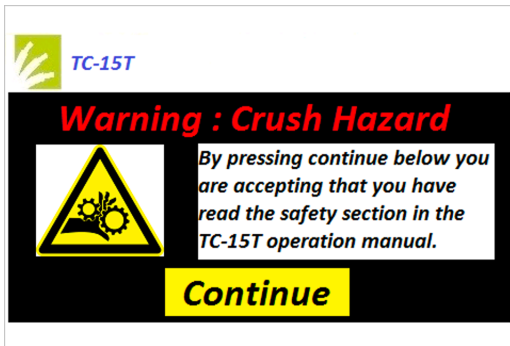 TC-15T
Warning : Crush Hazard
By pressing continue below you
are accepting that you have
read the safety section in the
TC-15T operation manual.
Continue